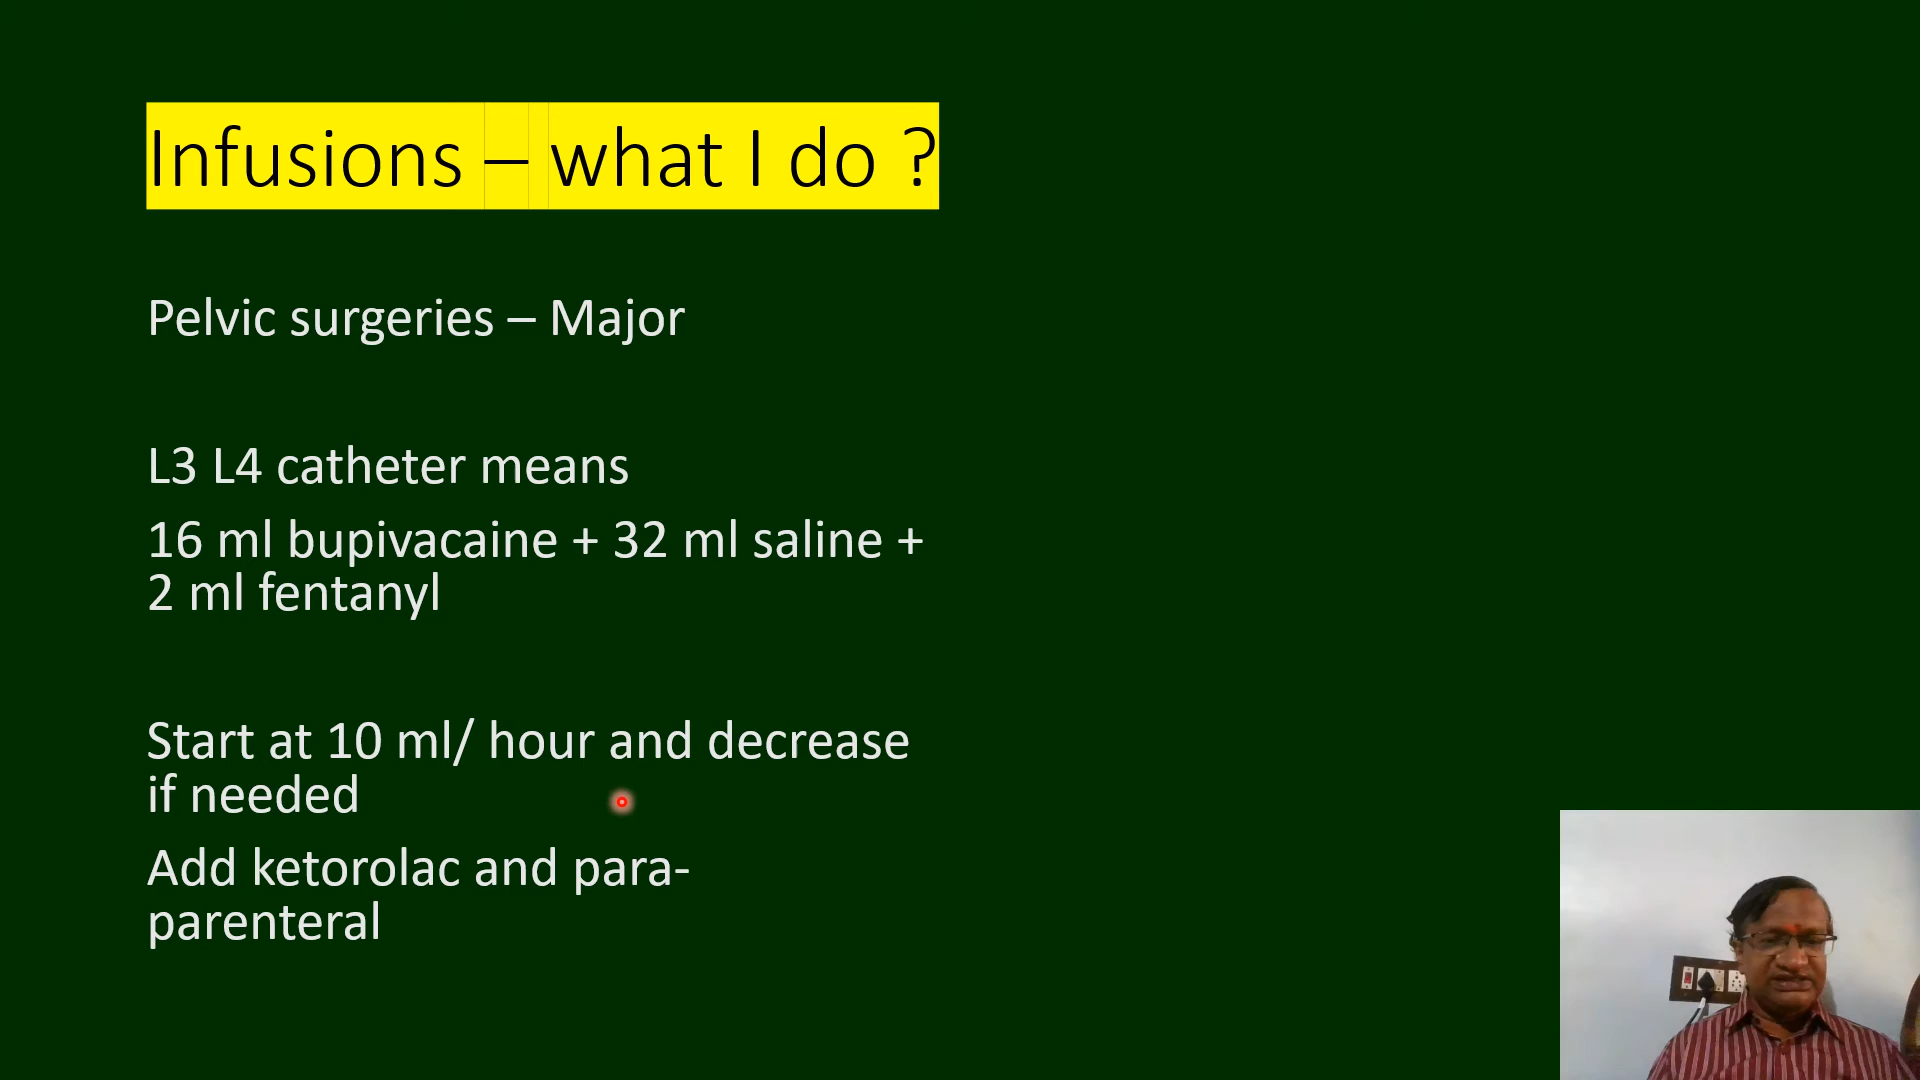 Infusions – what I do ?
Pelvic surgeries – Major
L3 L4 catheter means
16 ml bupivacaine + 32 ml saline +
2 ml fentanyl
Start at 10 ml/ hour and decrease
if needed
Add ketorolac and para-
parenteral